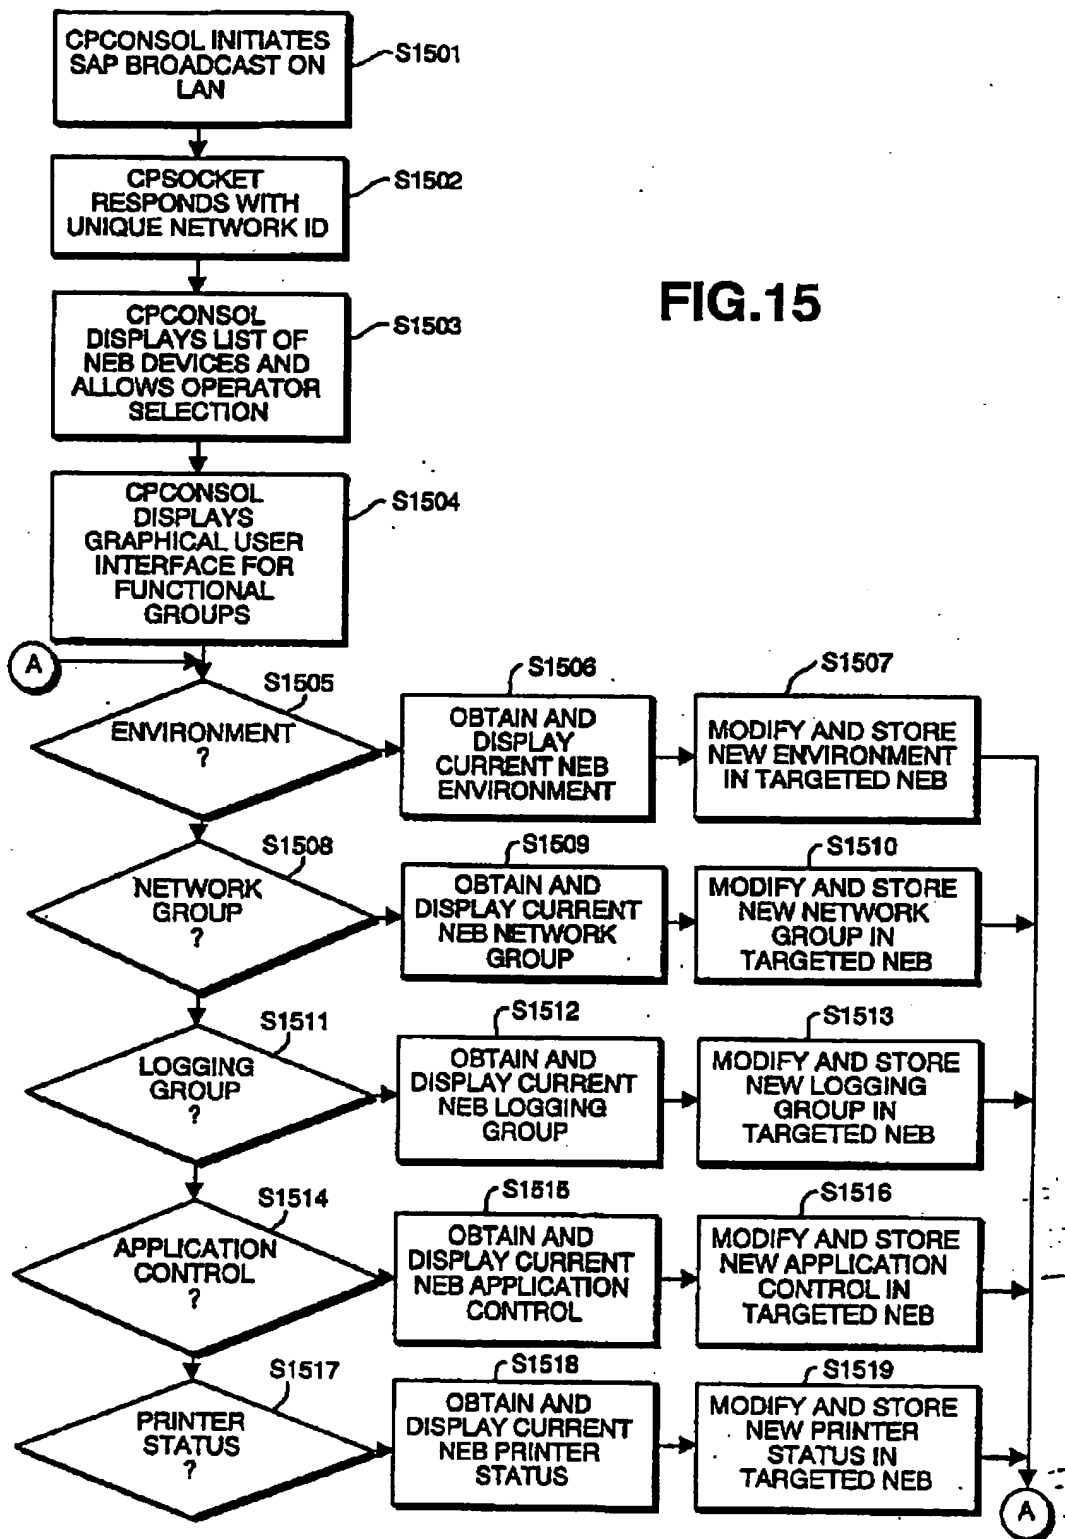 CPCONSOL INITIATES
SAP BROADCAST ON
LAN
S1501
CPSOCKET
RESPONDS WITH
UNIQUE NETWORK ID
S1502
FIG.15
CPCONSOL
DISPLAYS LIST OF
NEB DEVICES AND
ALLOWS OPERATOR
SELECTION
S1503
CPCONSOL
DISPLAYS
GRAPHICAL USER
INTERFACE FOR
FUNCTIONAL
GROUPS
S1504
A
ENVIRONMENT
?
S1505
S1506
OBTAIN AND
DISPLAY
CURRENT NEB
ENVIRONMENT
S1507
MODIFY AND STORE
NEW ENVIRONMENT
IN TARGETED NEB
NETWORK
GROUP
?
S1508
S1509
OBTAIN AND
DISPLAY CURRENT
NEB NETWORK
GROUP
S1510
MODIFY AND STORE
NEW NETWORK
GROUP IN
TARGETED NEB
LOGGING
GROUP
?
S1511
S1512
OBTAIN AND
DISPLAY CURRENT
NEB LOGGING
GROUP
S1513
MODIFY AND STORE
NEW LOGGING
GROUP IN
TARGETED NEB
APPLICATION
CONTROL
?
S1514
S1515
OBTAIN AND
DISPLAY CURRENT
NEB APPLICATION
CONTROL
S1516
MODIFY AND STORE
NEW APPLICATION
CONTROL IN
TARGETED NEB
PRINTER
STATUS
?
S1517
S1518
OBTAIN AND
DISPLAY CURRENT
NEB PRINTER
STATUS
S1519
MODIFY AND STORE
NEW PRINTER
STATUS IN
TARGETED NEB
A